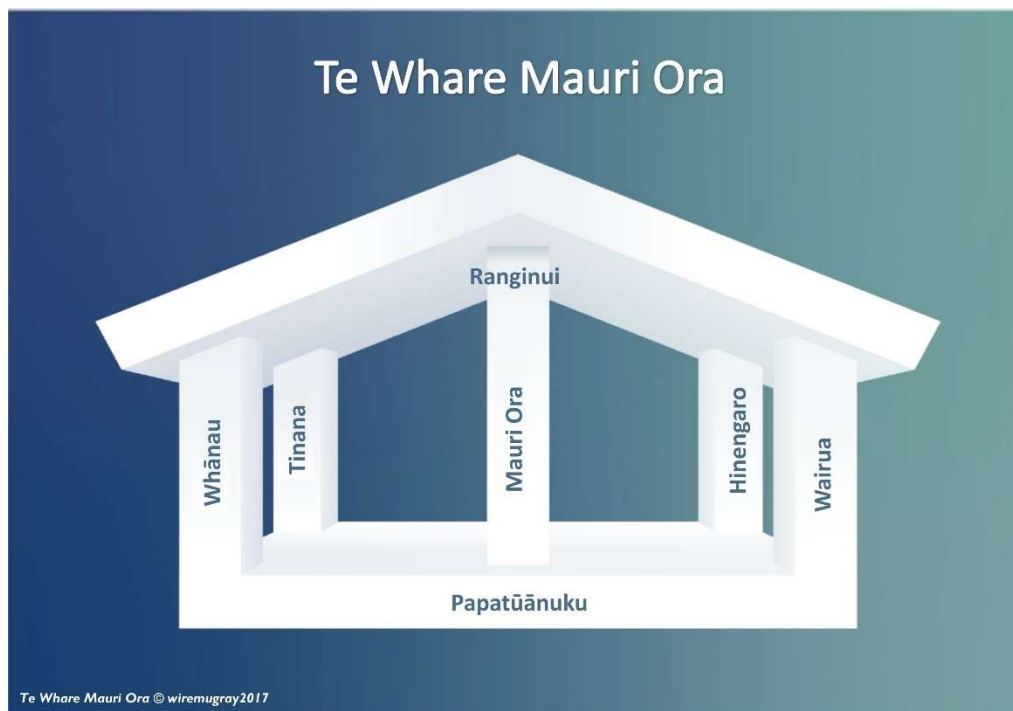 Te Whare Mauri Ora
Ranginui
Whānau
Tinana
Mauri Ora
Hinengaro
Wairua
Papatūānuku
Te Whare Mauri Ora © wiremugray2017